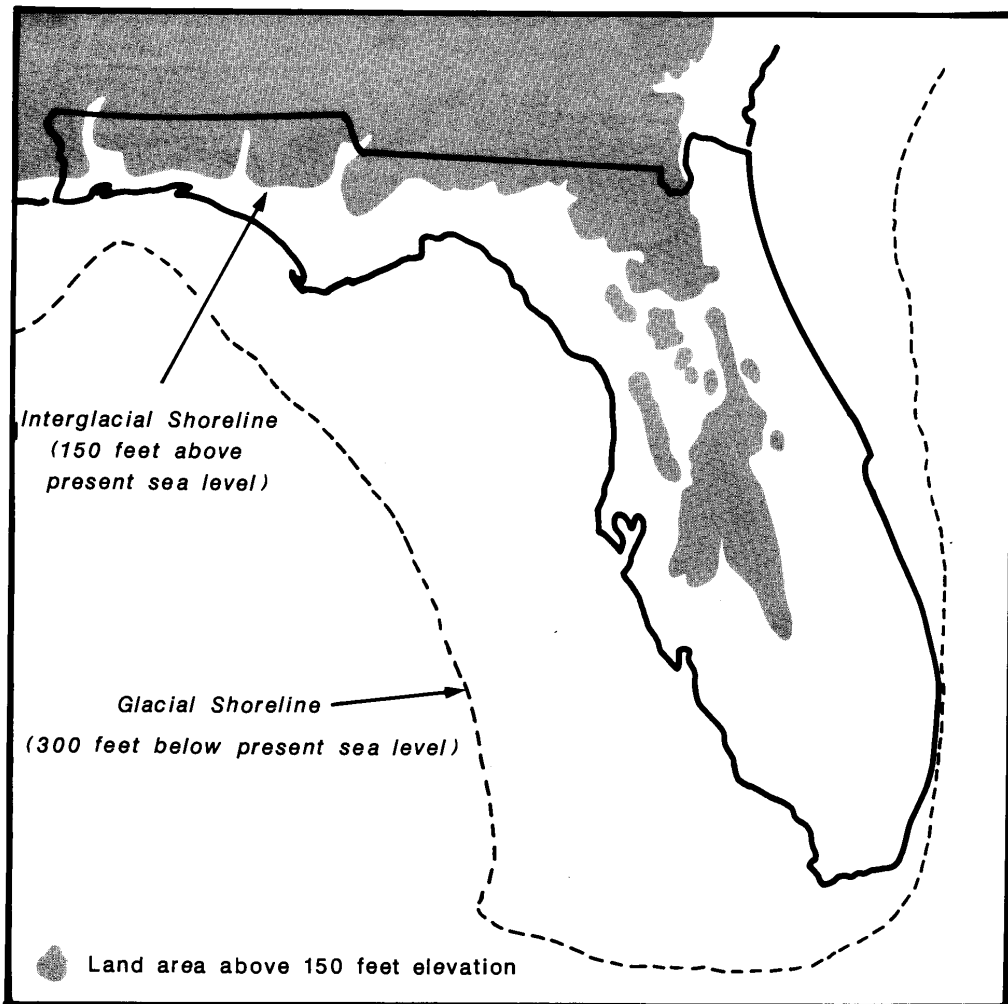 Interglacial Shoreline
(150 feet above
present sea level)
Glacial Shoreline
(300 feet below present sea level)
Land area above 150 feet elevation